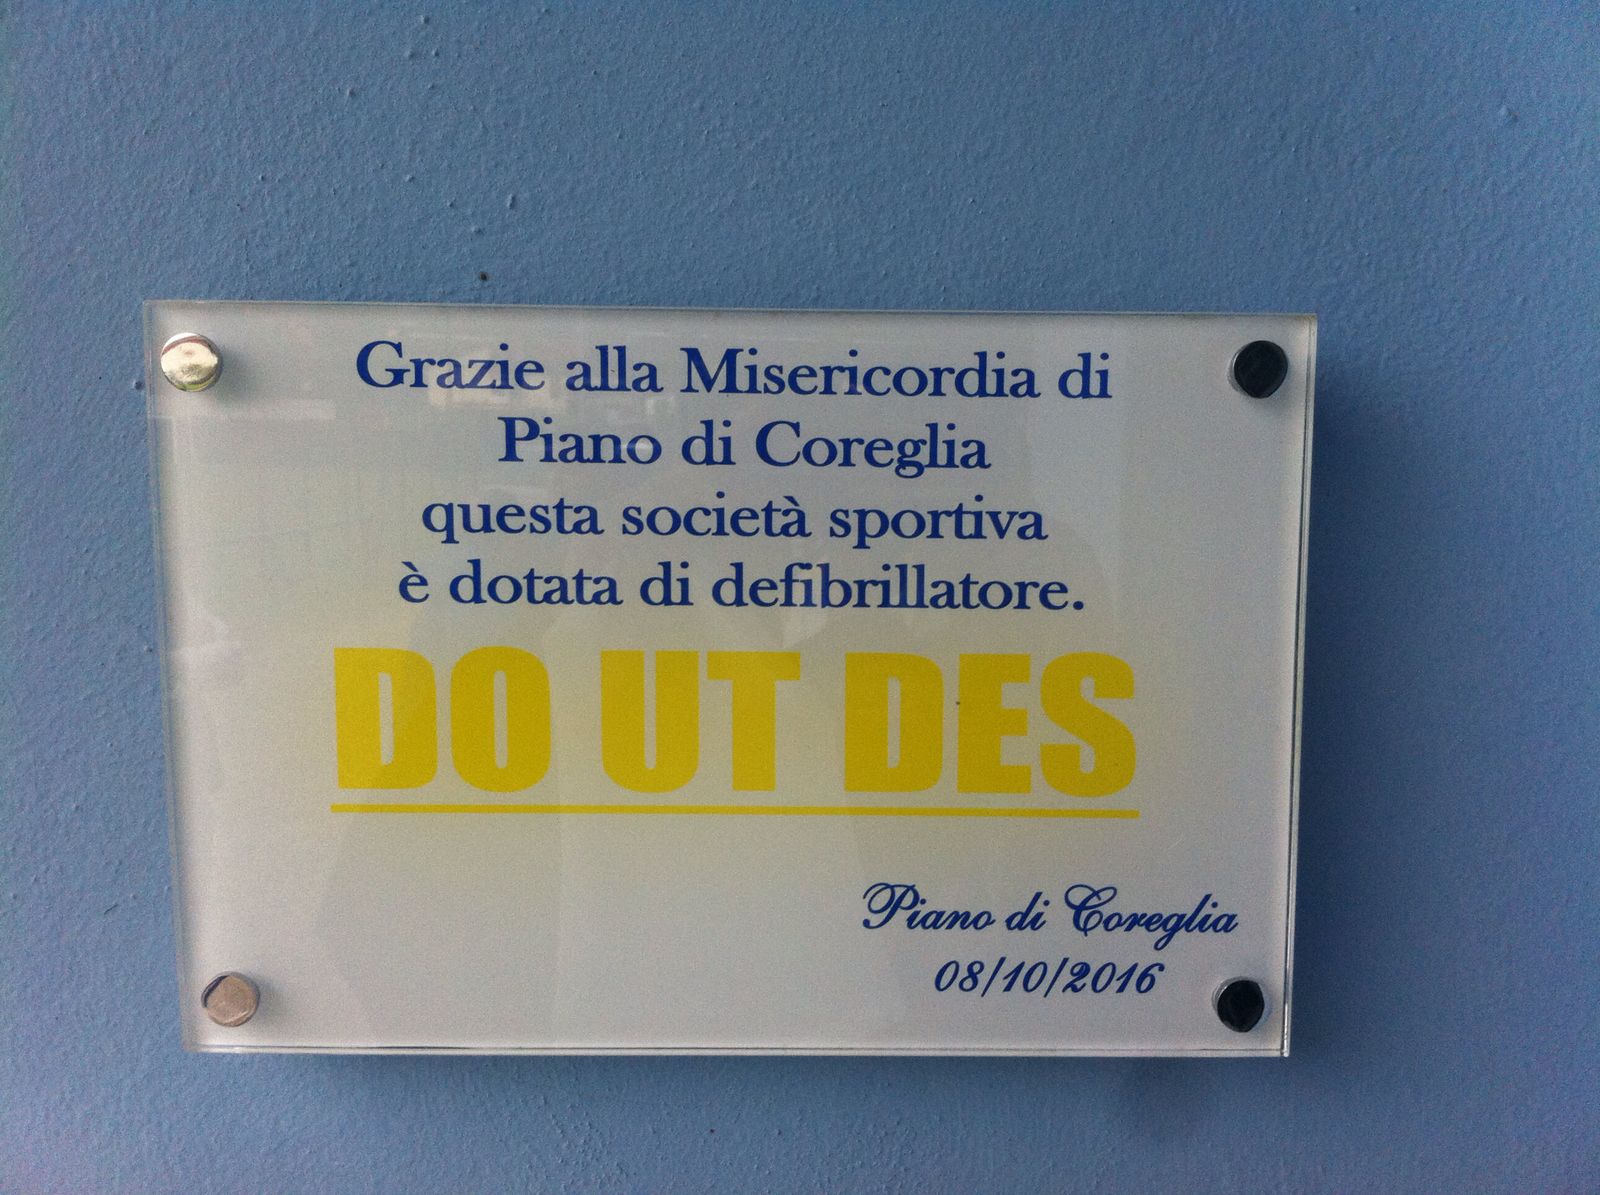 Grazie alla Misericordia di
Piano di Coreglia
questa società sportiva
è dotata di defibrillatore.
DO UT DES
Piano di Coreglia
08/10/2016